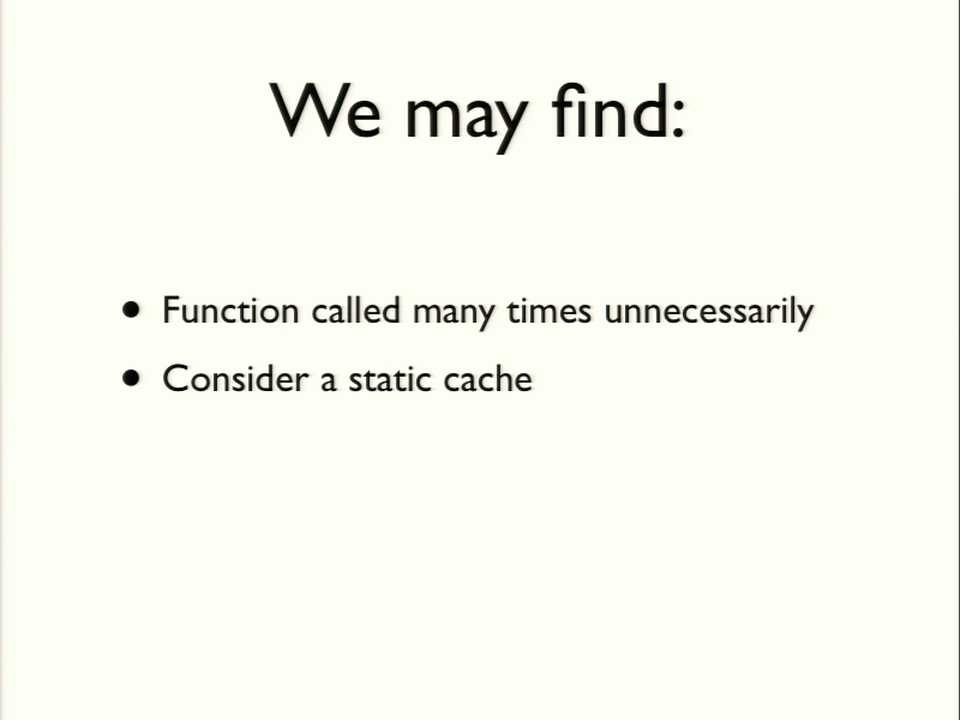 We may find:
• Function called many times unnecessarily
• Consider a static cache